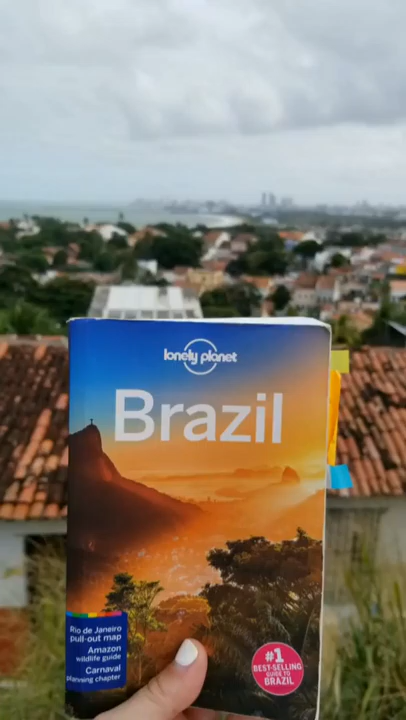 lonely planet
Brazil
Rio de Janeiro
pull-out map
Amazon
wildlife guide
Carnaval
planning chapter
#1
BEST-SELLING
GUIDE TO
BRAZIL